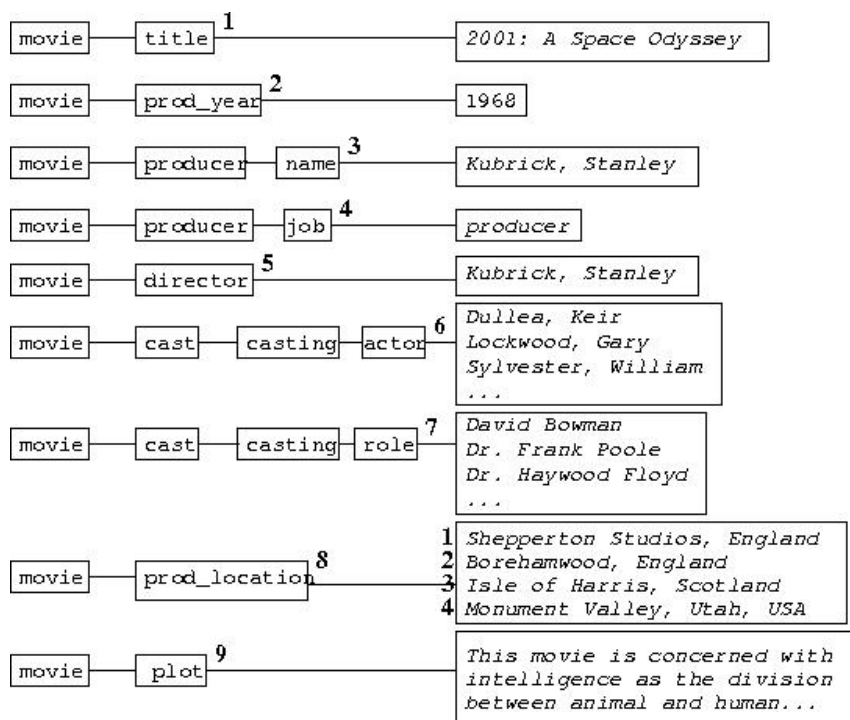 movie title 1 2001: A Space Odyssey
movie prod_year 2 1968
movie producer name 3 Kubrick, Stanley
movie producer job 4 producer
movie director 5 Kubrick, Stanley
movie cast casting actor 6 Dullea, Keir
Lockwood, Gary
Sylvester, William
...
movie cast casting role 7 David Bowman
Dr. Frank Poole
Dr. Haywood Floyd
...
movie prod_location 8 1 Shepperton Studios, England
2 Borehamwood, England
3 Isle of Harris, Scotland
4 Monument Valley, Utah, USA
movie plot 9 This movie is concerned with
intelligence as the division
between animal and human...